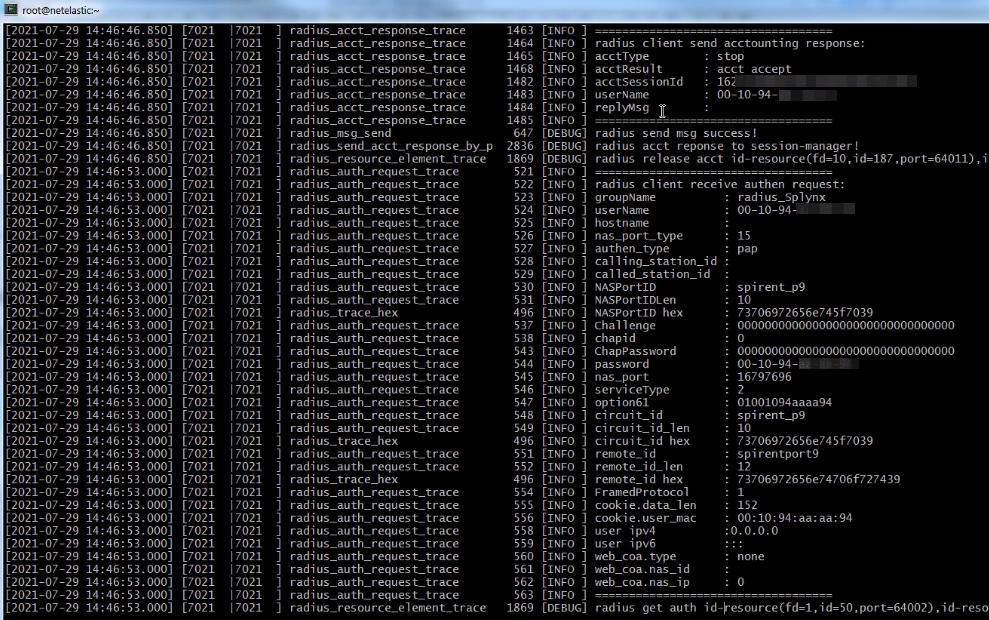 root@netelastic:~
[2021-07-29 14:46:46.850] [7021 |7021 ] radius_acct_response_trace 1463 [INFO ] ===================================
[2021-07-29 14:46:46.850] [7021 |7021 ] radius_acct_response_trace 1464 [INFO ] radius client send acctounting response:
[2021-07-29 14:46:46.850] [7021 |7021 ] radius_acct_response_trace 1465 [INFO ] acctType : stop
[2021-07-29 14:46:46.850] [7021 |7021 ] radius_acct_response_trace 1468 [INFO ] acctResult : acct accept
[2021-07-29 14:46:46.850] [7021 |7021 ] radius_acct_response_trace 1482 [INFO ] acctSessionId : 162
[2021-07-29 14:46:46.850] [7021 |7021 ] radius_acct_response_trace 1483 [INFO ] userName : 00-10-94-
[2021-07-29 14:46:46.850] [7021 |7021 ] radius_acct_response_trace 1484 [INFO ] replyMsg :
[2021-07-29 14:46:46.850] [7021 |7021 ] radius_acct_response_trace 1485 [INFO ] ===================================
[2021-07-29 14:46:46.850] [7021 |7021 ] radius_msg_send 647 [DEBUG] radius send msg success!
[2021-07-29 14:46:46.850] [7021 |7021 ] radius_send_acct_response_by_p 2836 [DEBUG] radius acct reponse to session-manager!
[2021-07-29 14:46:46.850] [7021 |7021 ] radius_resource_element_trace 1869 [DEBUG] radius release acct id-resource(fd=10,id=187,port=64011),i
[2021-07-29 14:46:53.000] [7021 |7021 ] radius_auth_request_trace 521 [INFO ] ===================================
[2021-07-29 14:46:53.000] [7021 |7021 ] radius_auth_request_trace 522 [INFO ] radius client receive authen request:
[2021-07-29 14:46:53.000] [7021 |7021 ] radius_auth_request_trace 523 [INFO ] groupName : radius_Splynx
[2021-07-29 14:46:53.000] [7021 |7021 ] radius_auth_request_trace 524 [INFO ] userName : 00-10-94-
[2021-07-29 14:46:53.000] [7021 |7021 ] radius_auth_request_trace 525 [INFO ] hostname :
[2021-07-29 14:46:53.000] [7021 |7021 ] radius_auth_request_trace 526 [INFO ] nas_port_type : 15
[2021-07-29 14:46:53.000] [7021 |7021 ] radius_auth_request_trace 527 [INFO ] authen_type : pap
[2021-07-29 14:46:53.000] [7021 |7021 ] radius_auth_request_trace 528 [INFO ] calling_station_id :
[2021-07-29 14:46:53.000] [7021 |7021 ] radius_auth_request_trace 529 [INFO ] called_station_id :
[2021-07-29 14:46:53.000] [7021 |7021 ] radius_auth_request_trace 530 [INFO ] NASPortID : spirent_p9
[2021-07-29 14:46:53.000] [7021 |7021 ] radius_auth_request_trace 531 [INFO ] NASPortIDLen : 10
[2021-07-29 14:46:53.000] [7021 |7021 ] radius_trace_hex 496 [INFO ] NASPortID hex : 73706972656e745f7039
[2021-07-29 14:46:53.000] [7021 |7021 ] radius_auth_request_trace 537 [INFO ] Challenge : 00000000000000000000000000000000
[2021-07-29 14:46:53.000] [7021 |7021 ] radius_auth_request_trace 538 [INFO ] chapid : 0
[2021-07-29 14:46:53.000] [7021 |7021 ] radius_auth_request_trace 543 [INFO ] ChapPassword : 00000000000000000000000000000000
[2021-07-29 14:46:53.000] [7021 |7021 ] radius_auth_request_trace 544 [INFO ] password : 00-10-94-
[2021-07-29 14:46:53.000] [7021 |7021 ] radius_auth_request_trace 545 [INFO ] nas_port : 16797696
[2021-07-29 14:46:53.000] [7021 |7021 ] radius_auth_request_trace 546 [INFO ] serviceType : 2
[2021-07-29 14:46:53.000] [7021 |7021 ] radius_auth_request_trace 547 [INFO ] option61 : 01001094aaaa94
[2021-07-29 14:46:53.000] [7021 |7021 ] radius_auth_request_trace 548 [INFO ] circuit_id : spirent_p9
[2021-07-29 14:46:53.000] [7021 |7021 ] radius_auth_request_trace 549 [INFO ] circuit_id_len : 10
[2021-07-29 14:46:53.000] [7021 |7021 ] radius_trace_hex 496 [INFO ] circuit_id hex : 73706972656e745f7039
[2021-07-29 14:46:53.000] [7021 |7021 ] radius_auth_request_trace 551 [INFO ] remote_id : spirentport9
[2021-07-29 14:46:53.000] [7021 |7021 ] radius_auth_request_trace 552 [INFO ] remote_id_len : 12
[2021-07-29 14:46:53.000] [7021 |7021 ] radius_trace_hex 496 [INFO ] remote_id hex : 73706972656e74706f727439
[2021-07-29 14:46:53.000] [7021 |7021 ] radius_auth_request_trace 554 [INFO ] FramedProtocol : 1
[2021-07-29 14:46:53.000] [7021 |7021 ] radius_auth_request_trace 555 [INFO ] cookie.data_len : 152
[2021-07-29 14:46:53.000] [7021 |7021 ] radius_auth_request_trace 556 [INFO ] cookie.user_mac : 00:10:94:aa:aa:94
[2021-07-29 14:46:53.000] [7021 |7021 ] radius_auth_request_trace 558 [INFO ] user ipv4 :0.0.0.0
[2021-07-29 14:46:53.000] [7021 |7021 ] radius_auth_request_trace 559 [INFO ] user ipv6 :::
[2021-07-29 14:46:53.000] [7021 |7021 ] radius_auth_request_trace 560 [INFO ] web_coa.type : none
[2021-07-29 14:46:53.000] [7021 |7021 ] radius_auth_request_trace 561 [INFO ] web_coa.nas_id :
[2021-07-29 14:46:53.000] [7021 |7021 ] radius_auth_request_trace 562 [INFO ] web_coa.nas_ip : 0
[2021-07-29 14:46:53.000] [7021 |7021 ] radius_auth_request_trace 563 [INFO ] ===================================
[2021-07-29 14:46:53.000] [7021 |7021 ] radius_resource_element_trace 1869 [DEBUG] radius get auth id-resource(fd=1,id=50,port=64002),id-reso